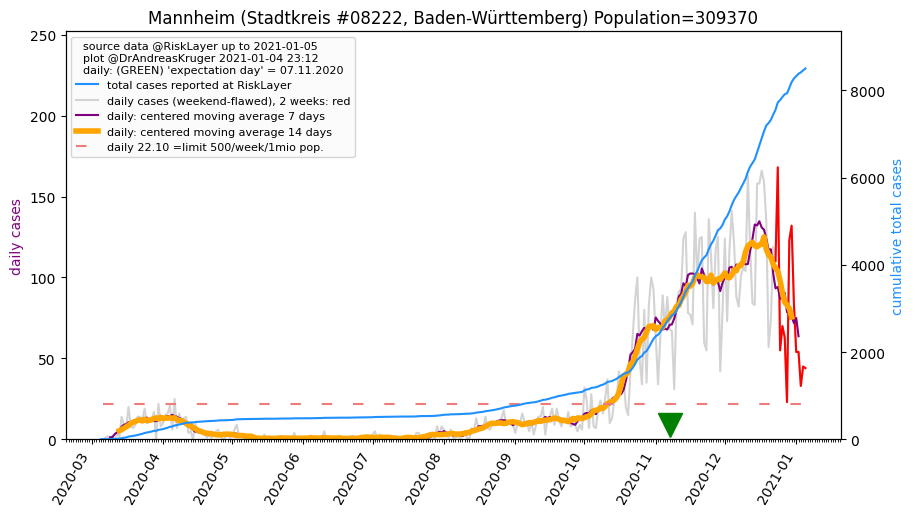 Mannheim (Stadtkreis #08222, Baden-Württemberg) Population=309370
source data @RiskLayer up to 2021-01-05
plot @DrAndreasKruger 2021-01-04 23:12
daily: (GREEN) 'expectation day' = 07.11.2020
total cases reported at RiskLayer
daily cases (weekend-flawed), 2 weeks: red
daily: centered moving average 7 days
daily: centered moving average 14 days
daily 22.10 =limit 500/week/1mio pop.
daily cases
250
200
150
100
50
0
cumulative total cases
8000
6000
4000
2000
0
2020-03
2020-04
2020-05
2020-06
2020-07
2020-08
2020-09
2020-10
2020-11
2020-12
2021-01